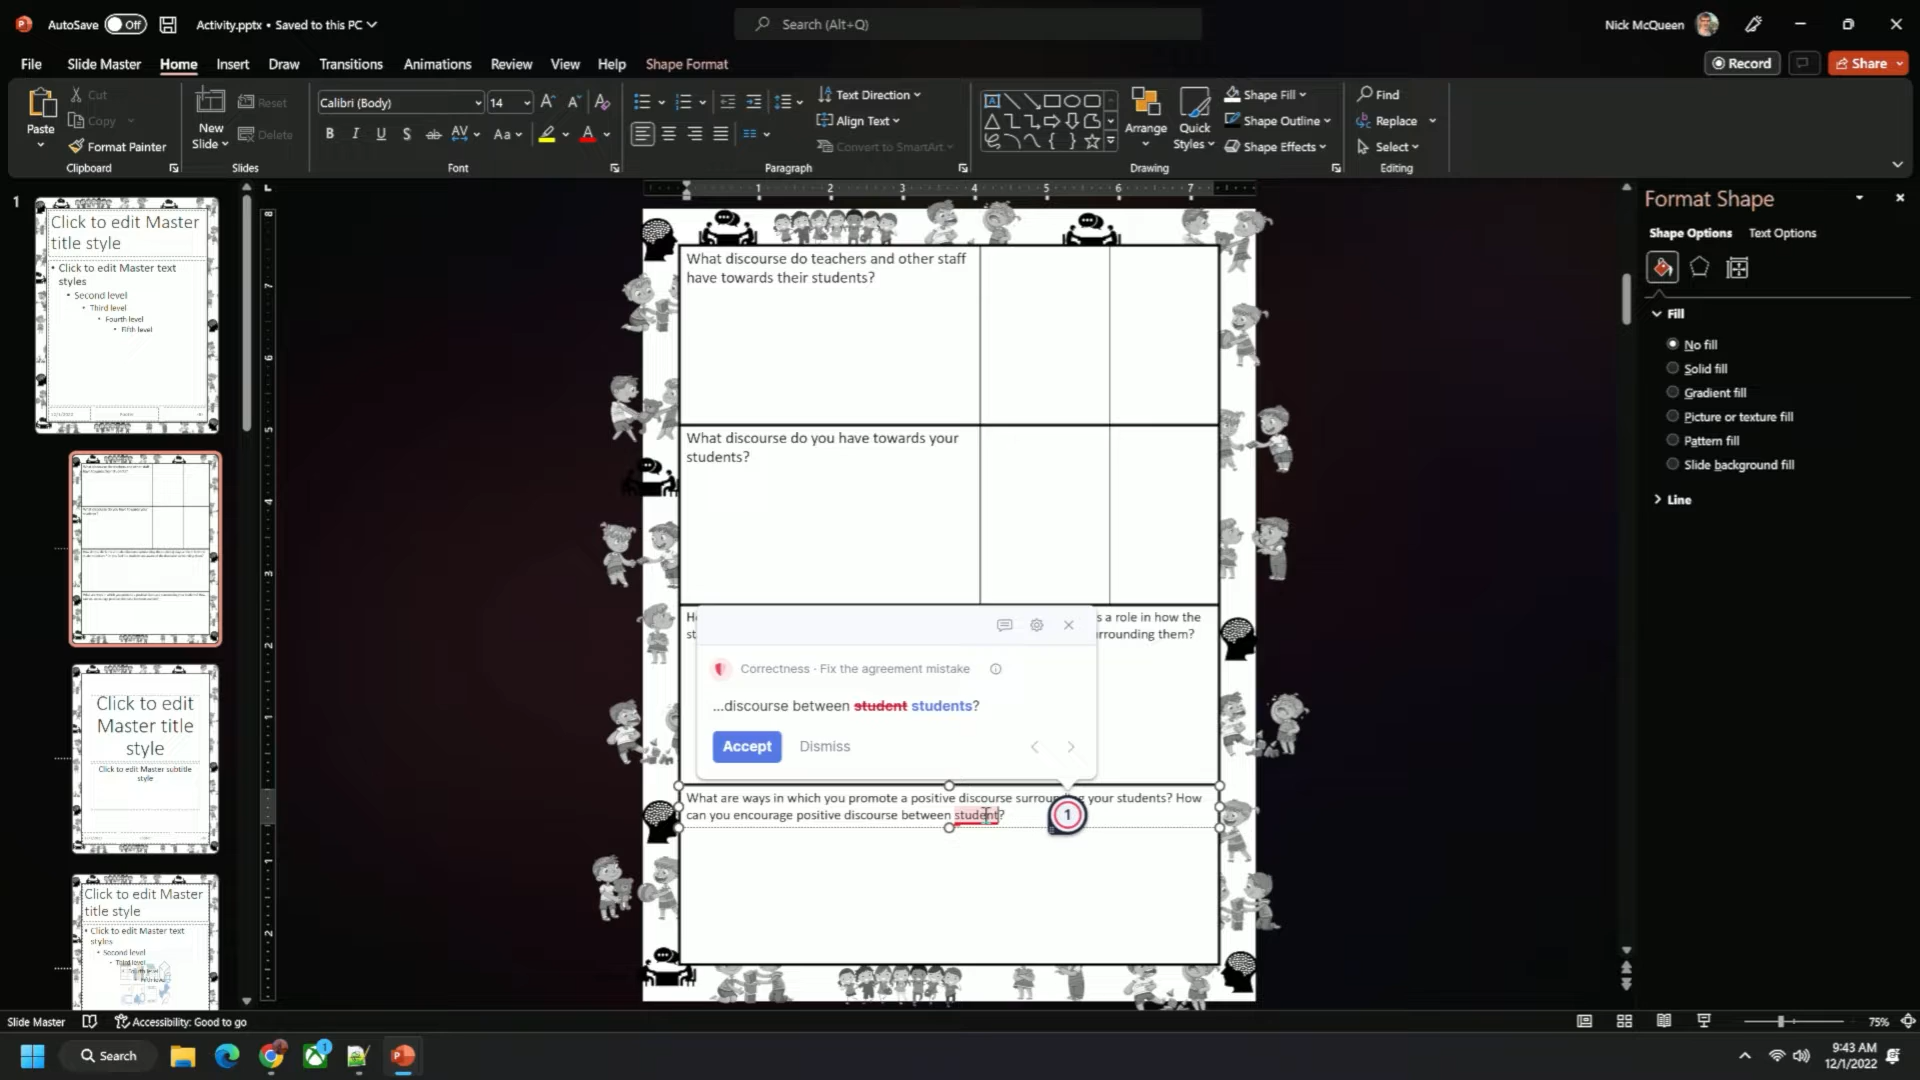 AutoSave Off Activity.pptx • Saved to this PC Search (Alt+Q) Nick McQueen
File Slide Master Home Insert Draw Transitions Animations Review View Help Shape Format Record Share
Paste Cut Copy Format Painter Clipboard
New Slide Reset Delete Slides
Calibri (Body) 14 Font
Text Direction Align Text Convert to SmartArt Paragraph
Arrange Quick Styles Shape Fill Shape Outline Shape Effects Drawing
Find Replace Select Editing
1
Click to edit Master
title style
• Click to edit Master text
styles
• Second level
• Third level
• Fourth level
• Fifth level
Click to edit
Master title
style
Click to edit Master subtitle
style
Click to edit Master
title style
• Click to edit Master text
styles
• Second level
• Third level
What discourse do teachers and other staff
have towards their students?
What discourse do you have towards your
students?
s a role in how the
rrounding them?
Correctness · Fix the agreement mistake
...discourse between student students?
Accept Dismiss
What are ways in which you promote a positive discourse surrounding your students? How
can you encourage positive discourse between student?
1
Format Shape
Shape Options Text Options
Fill
No fill
Solid fill
Gradient fill
Picture or texture fill
Pattern fill
Slide background fill
Line
Slide Master Accessibility: Good to go 75%
Search
9:43 AM
12/1/2022